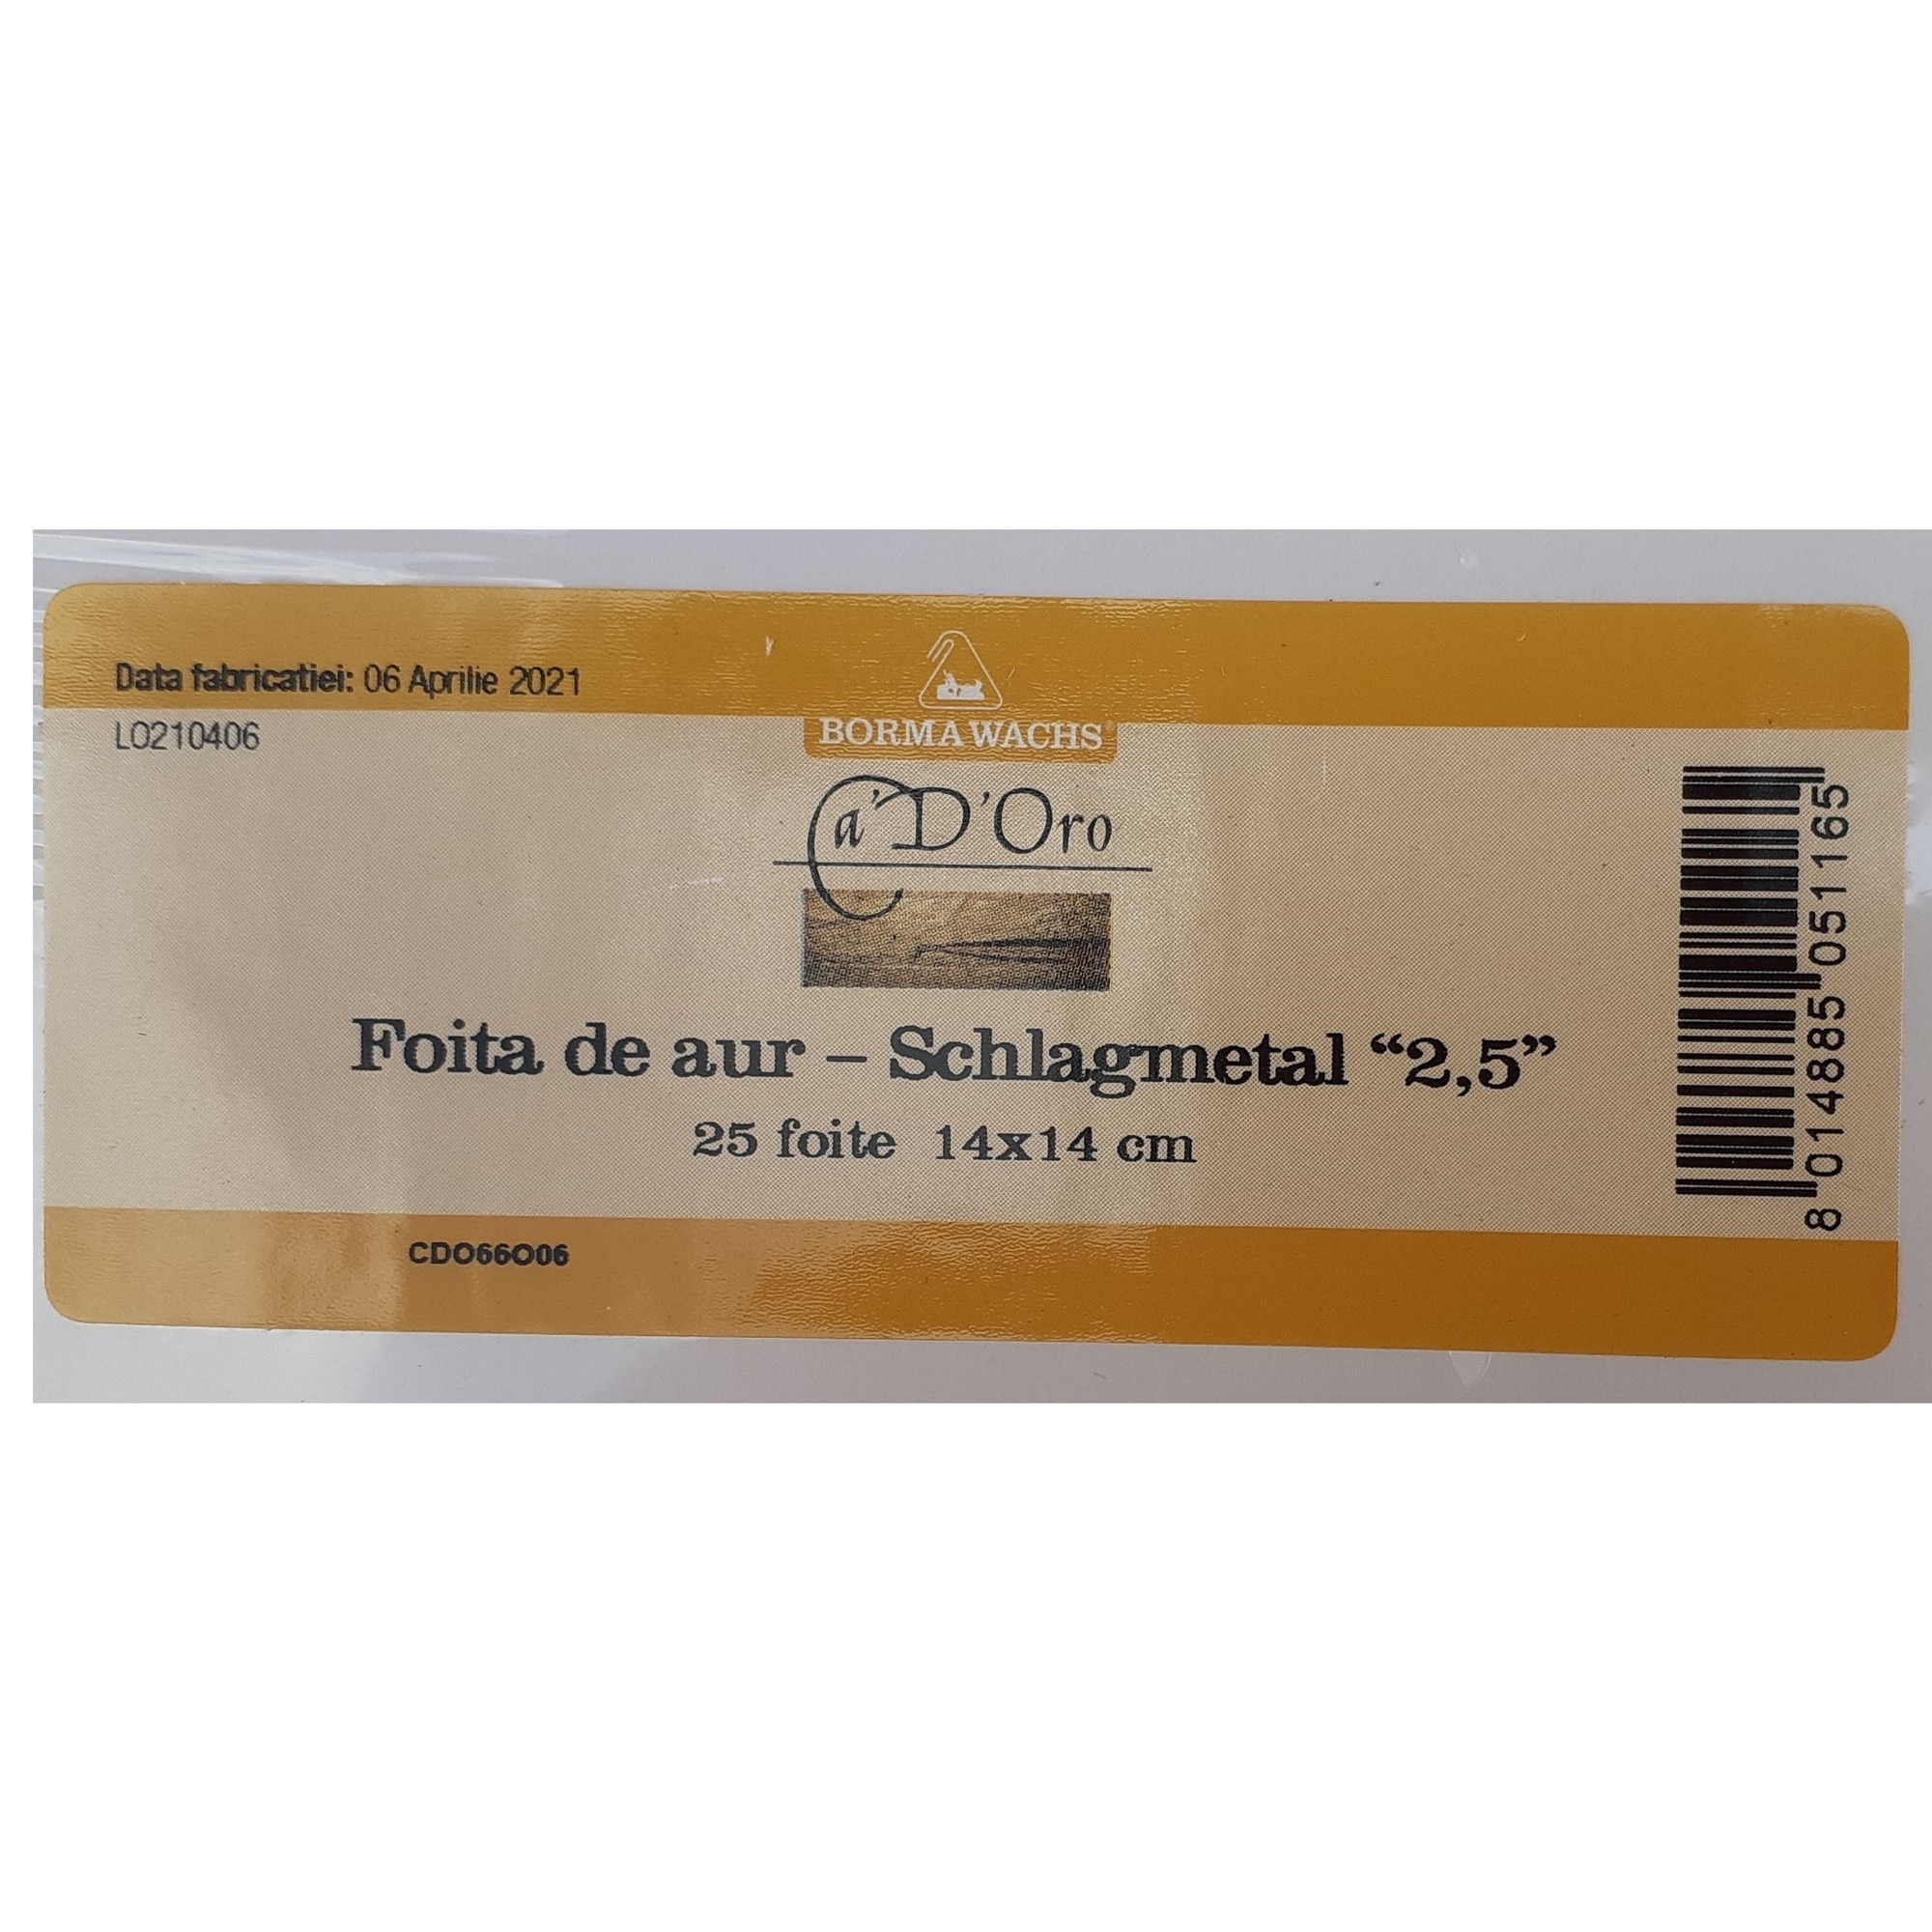 Data fabricatiei: 06 Aprilie 2021
LO210406
BORMA WACHS
Ca' D'Oro
Foita de aur – Schlagmetal “2,5”
25 foite 14x14 cm
CDO66O06
8 014885 051165